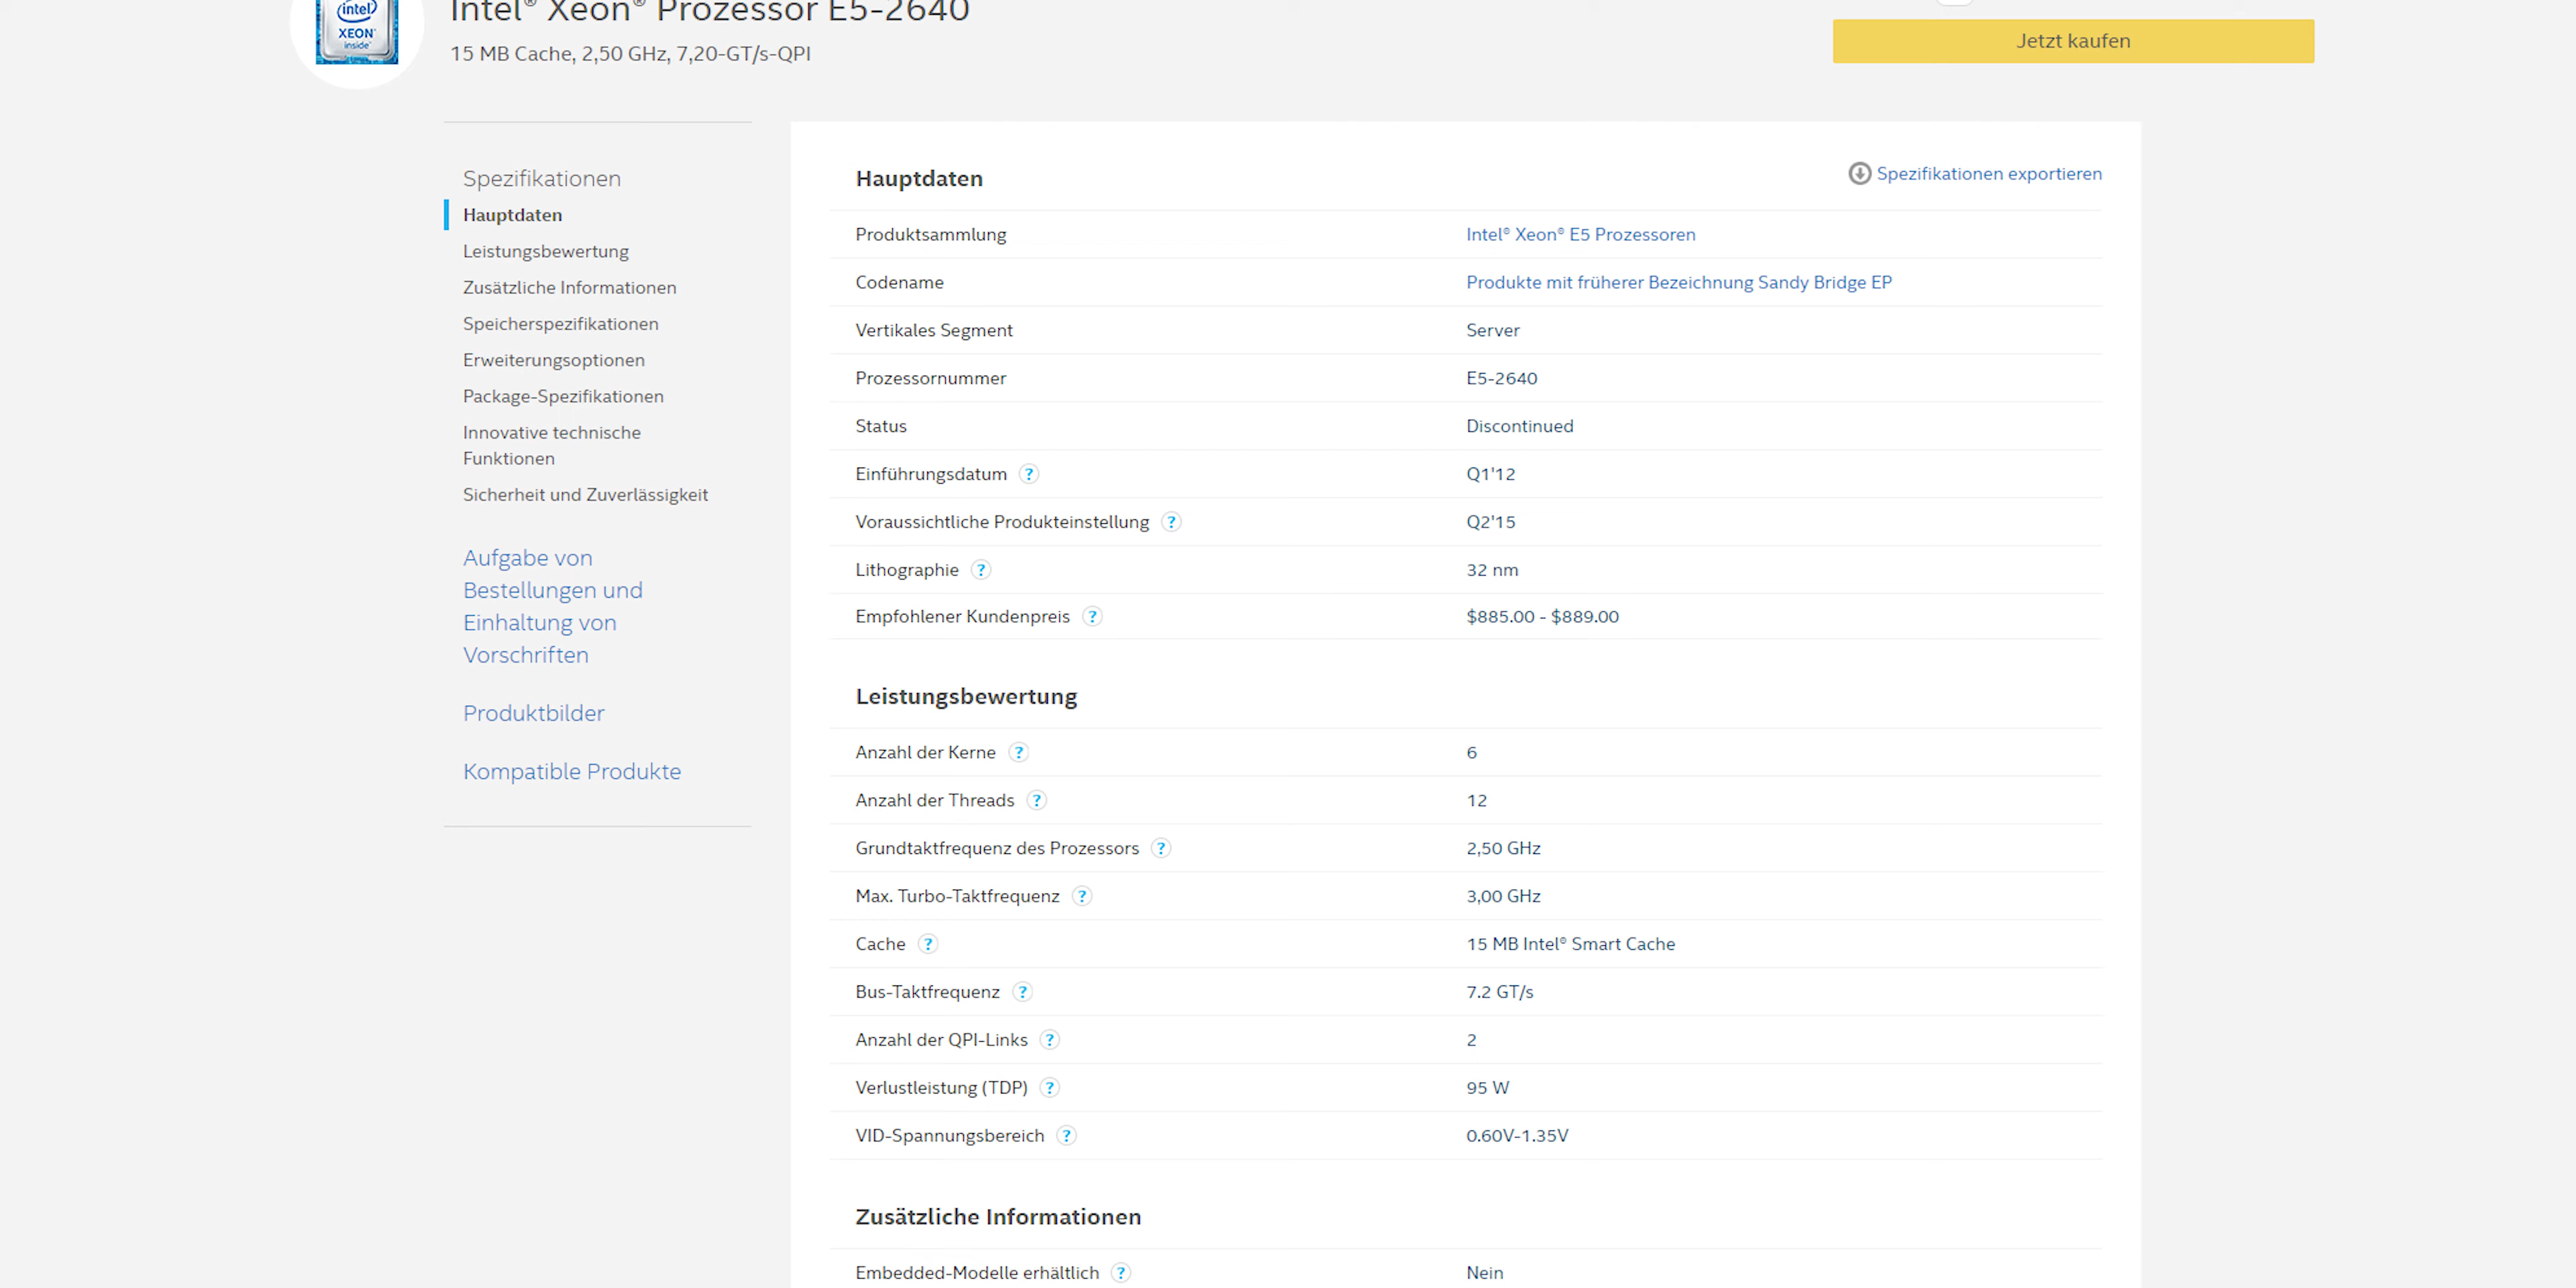 Intel® Xeon® Prozessor E5-2640
15 MB Cache, 2,50 GHz, 7,20-GT/s-QPI
intel
XEON
inside
Jetzt kaufen
Spezifikationen
Hauptdaten
Leistungsbewertung
Zusätzliche Informationen
Speicherspezifikationen
Erweiterungsoptionen
Package-Spezifikationen
Innovative technische
Funktionen
Sicherheit und Zuverlässigkeit
Aufgabe von
Bestellungen und
Einhaltung von
Vorschriften
Produktbilder
Kompatible Produkte
Hauptdaten Spezifikationen exportieren
Produktsammlung Intel® Xeon® E5 Prozessoren
Codename Produkte mit früherer Bezeichnung Sandy Bridge EP
Vertikales Segment Server
Prozessornummer E5-2640
Status Discontinued
Einführungsdatum ? Q1'12
Voraussichtliche Produkteinstellung ? Q2'15
Lithographie ? 32 nm
Empfohlener Kundenpreis ? $885.00 - $889.00
Leistungsbewertung
Anzahl der Kerne ? 6
Anzahl der Threads ? 12
Grundtaktfrequenz des Prozessors ? 2,50 GHz
Max. Turbo-Taktfrequenz ? 3,00 GHz
Cache ? 15 MB Intel® Smart Cache
Bus-Taktfrequenz ? 7.2 GT/s
Anzahl der QPI-Links ? 2
Verlustleistung (TDP) ? 95 W
VID-Spannungsbereich ? 0.60V-1.35V
Zusätzliche Informationen
Embedded-Modelle erhältlich ? Nein